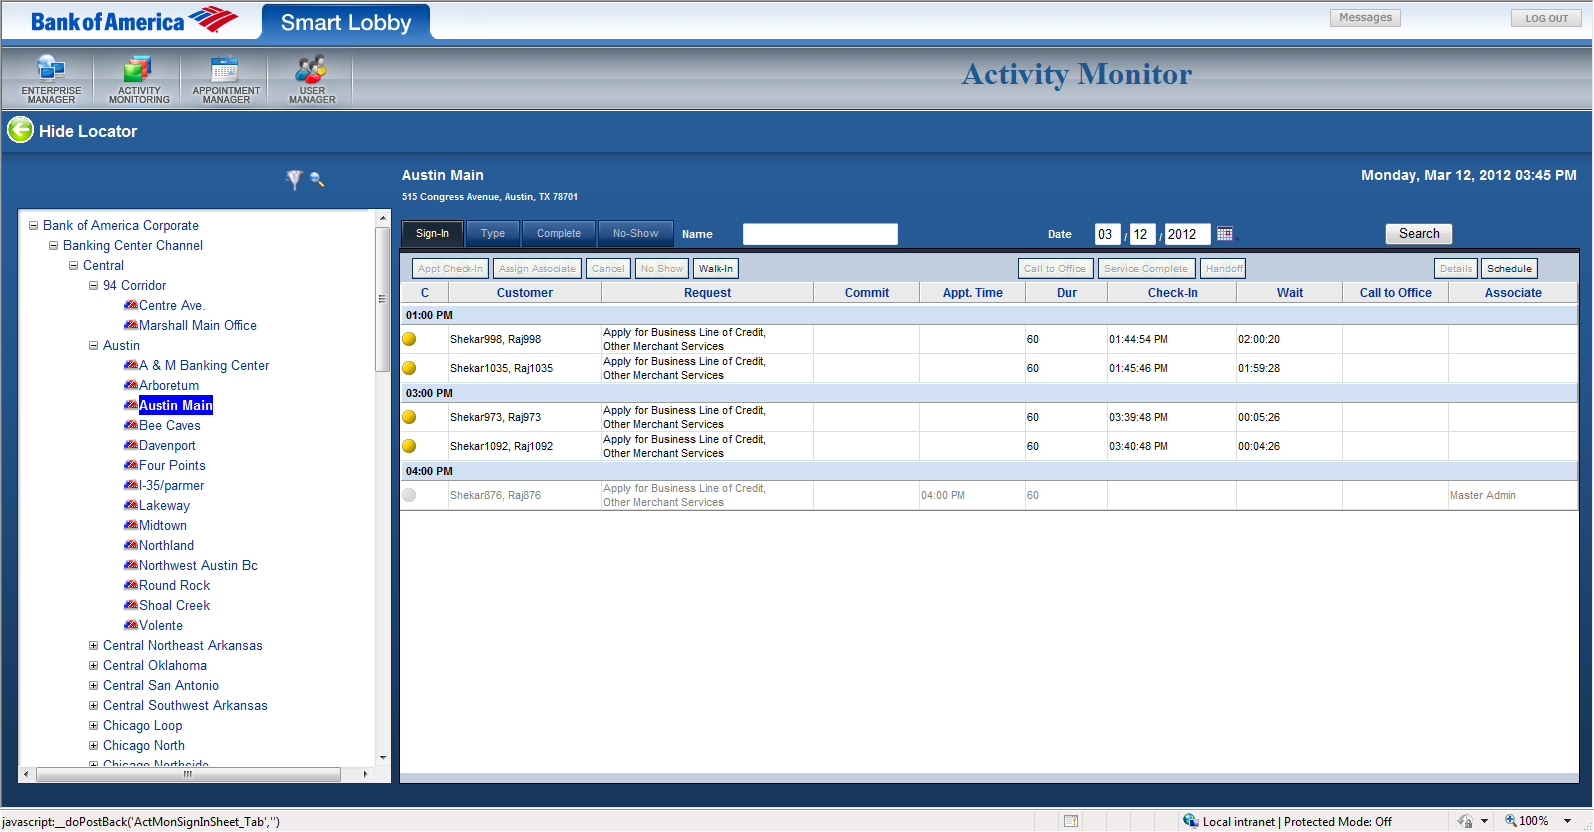 Bank of America
Smart Lobby
Messages
LOG OUT
ENTERPRISE MANAGER
ACTIVITY MONITORING
APPOINTMENT MANAGER
USER MANAGER
Activity Monitor
Hide Locator
Austin Main
Monday, Mar 12, 2012 03:45 PM
515 Congress Avenue, Austin, TX 78701
Bank of America Corporate
Banking Center Channel
Central
94 Corridor
Centre Ave.
Marshall Main Office
Austin
A & M Banking Center
Arboretum
Austin Main
Bee Caves
Davenport
Four Points
I-35/parmer
Lakeway
Midtown
Northland
Northwest Austin Bc
Round Rock
Shoal Creek
Volente
Central Northeast Arkansas
Central Oklahoma
Central San Antonio
Central Southwest Arkansas
Chicago Loop
Chicago North
Chicago Northside
Sign-In Type Complete No-Show Name Date 03 / 12 / 2012 Search
Appt Check-In Assign Associate Cancel No Show Walk-In Call to Office Service Complete Handoff Details Schedule
C Customer Request Commit Appt. Time Dur Check-In Wait Call to Office Associate
01:00 PM
Shekar998, Raj998 Apply for Business Line of Credit, 60 01:44:54 PM 02:00:20
Other Merchant Services
Shekar1035, Raj1035 Apply for Business Line of Credit, 60 01:45:46 PM 01:59:28
Other Merchant Services
03:00 PM
Shekar973, Raj973 Apply for Business Line of Credit, 60 03:39:48 PM 00:05:26
Other Merchant Services
Shekar1092, Raj1092 Apply for Business Line of Credit, 60 03:40:48 PM 00:04:26
Other Merchant Services
04:00 PM
Shekar876, Raj876 Apply for Business Line of Credit, 04:00 PM 60 Master Admin
Other Merchant Services
javascript:__doPostBack('ActMonSignInSheet_Tab','')
Local intranet | Protected Mode: Off
100%